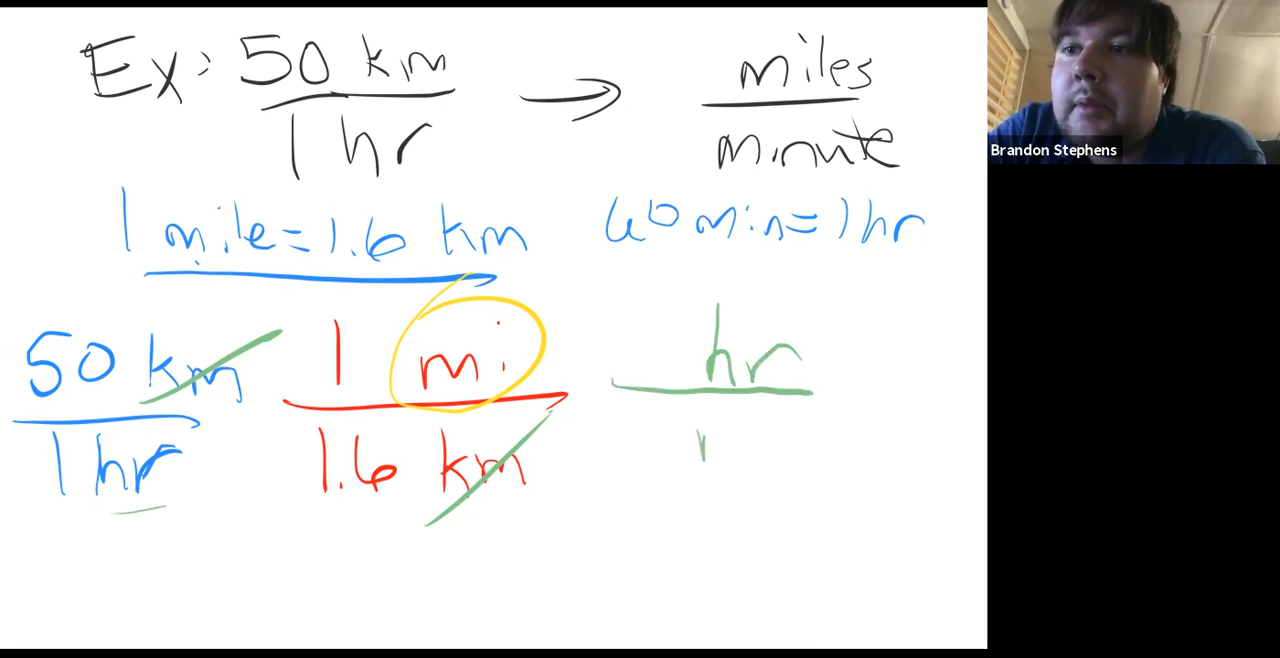 Ex: 50 km / 1 hr → miles / minute
1 mile = 1.6 km 60 min = 1 hr
50 km 1 mi hr
1 hr 1.6 km
Brandon Stephens